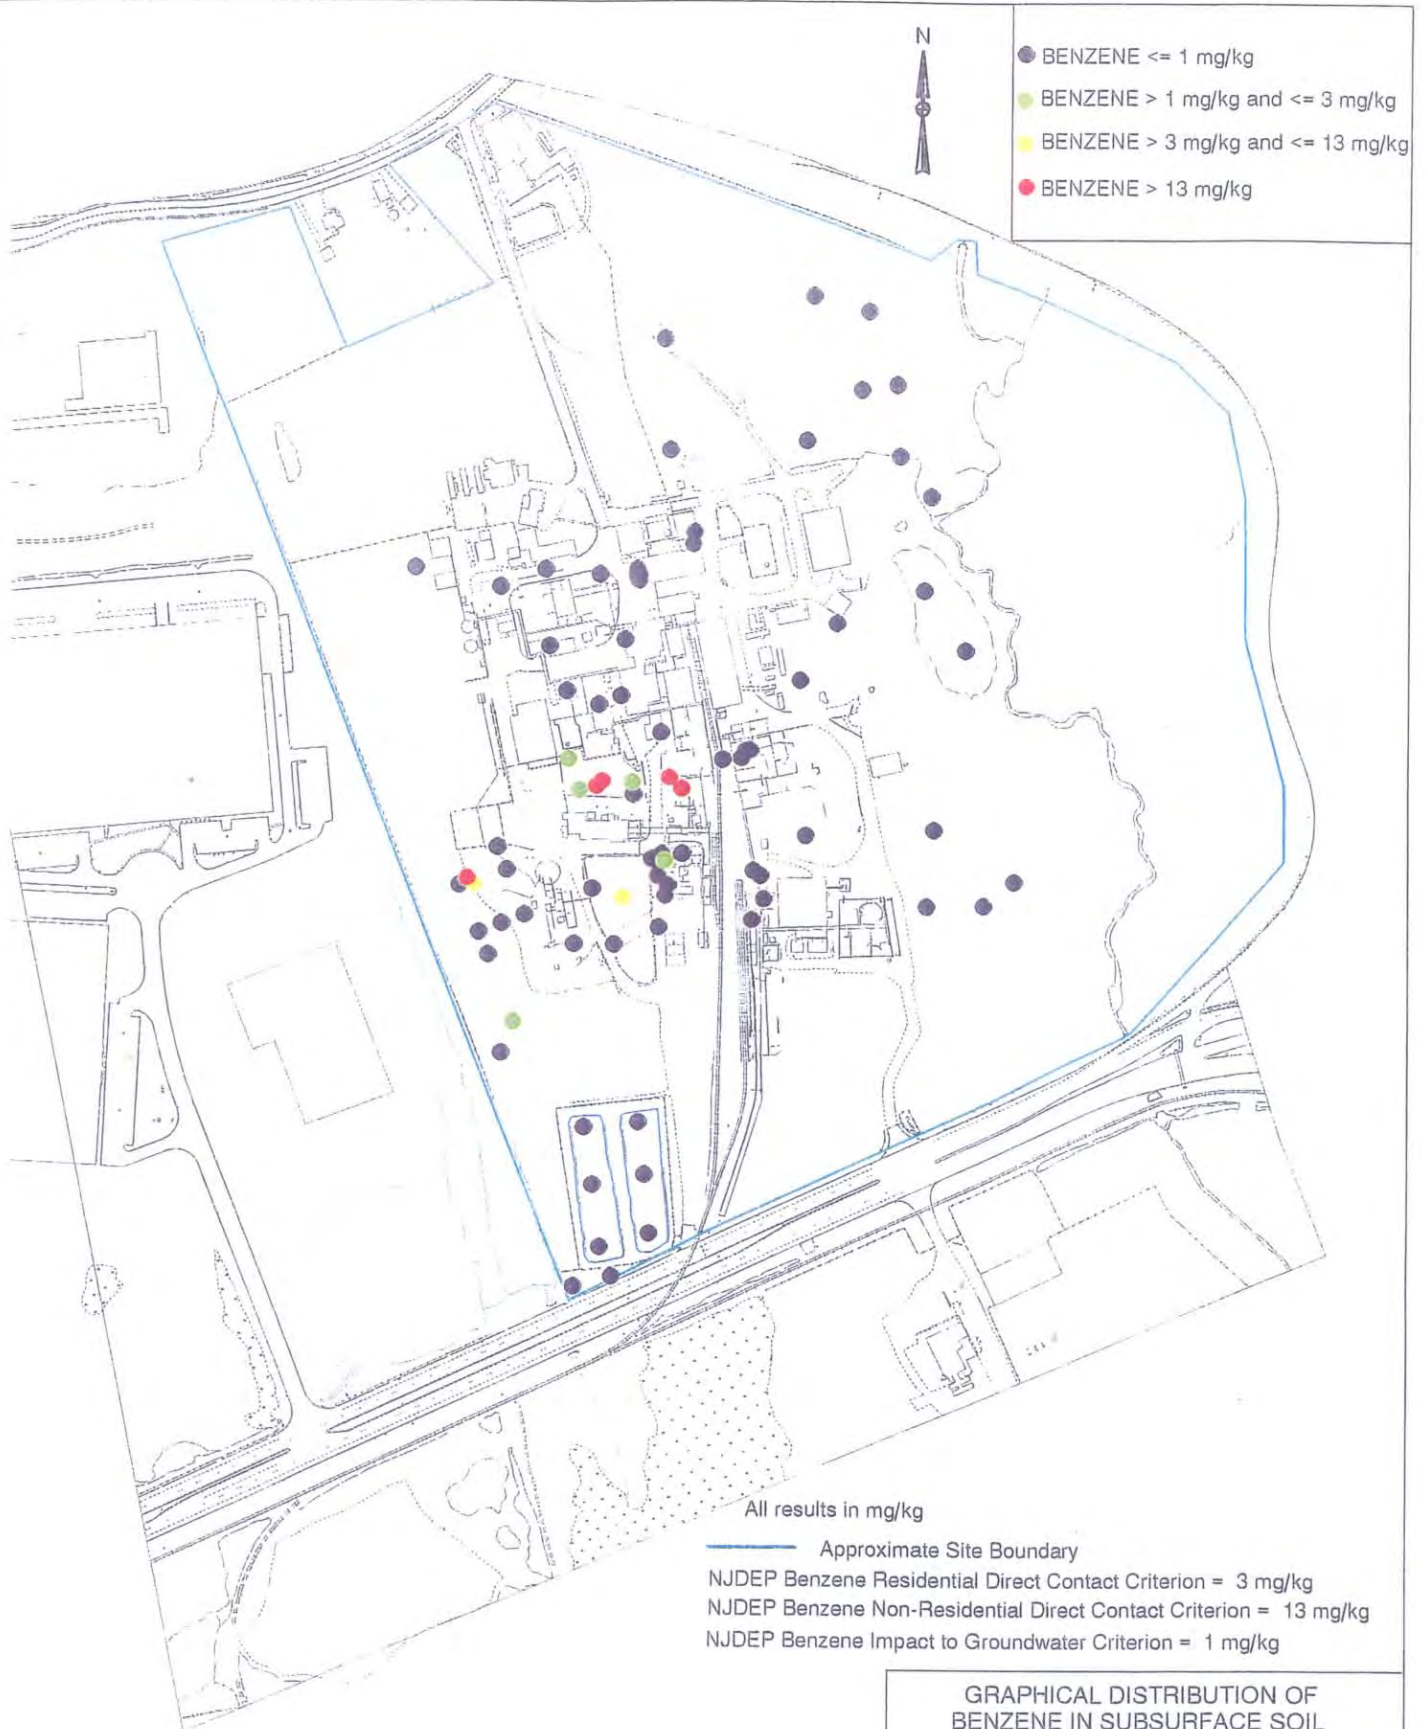 N
BENZENE <= 1 mg/kg
BENZENE > 1 mg/kg and <= 3 mg/kg
BENZENE > 3 mg/kg and <= 13 mg/kg
BENZENE > 13 mg/kg
All results in mg/kg
Approximate Site Boundary
NJDEP Benzene Residential Direct Contact Criterion = 3 mg/kg
NJDEP Benzene Non-Residential Direct Contact Criterion = 13 mg/kg
NJDEP Benzene Impact to Groundwater Criterion = 1 mg/kg
GRAPHICAL DISTRIBUTION OF
BENZENE IN SUBSURFACE SOIL